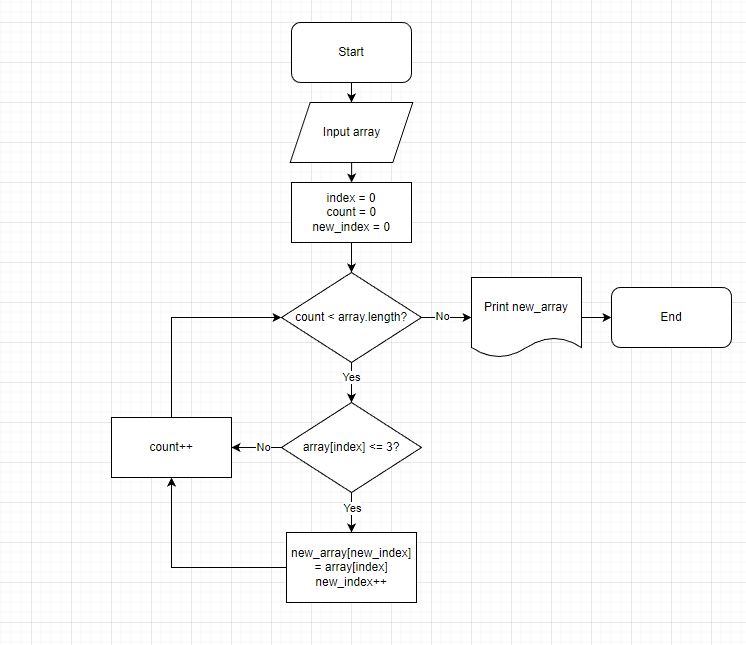 Start
Input array
index = 0
count = 0
new_index = 0
count < array.length?
No
Print new_array
End
Yes
array[index] <= 3?
No
count++
Yes
new_array[new_index]
= array[index]
new_index++